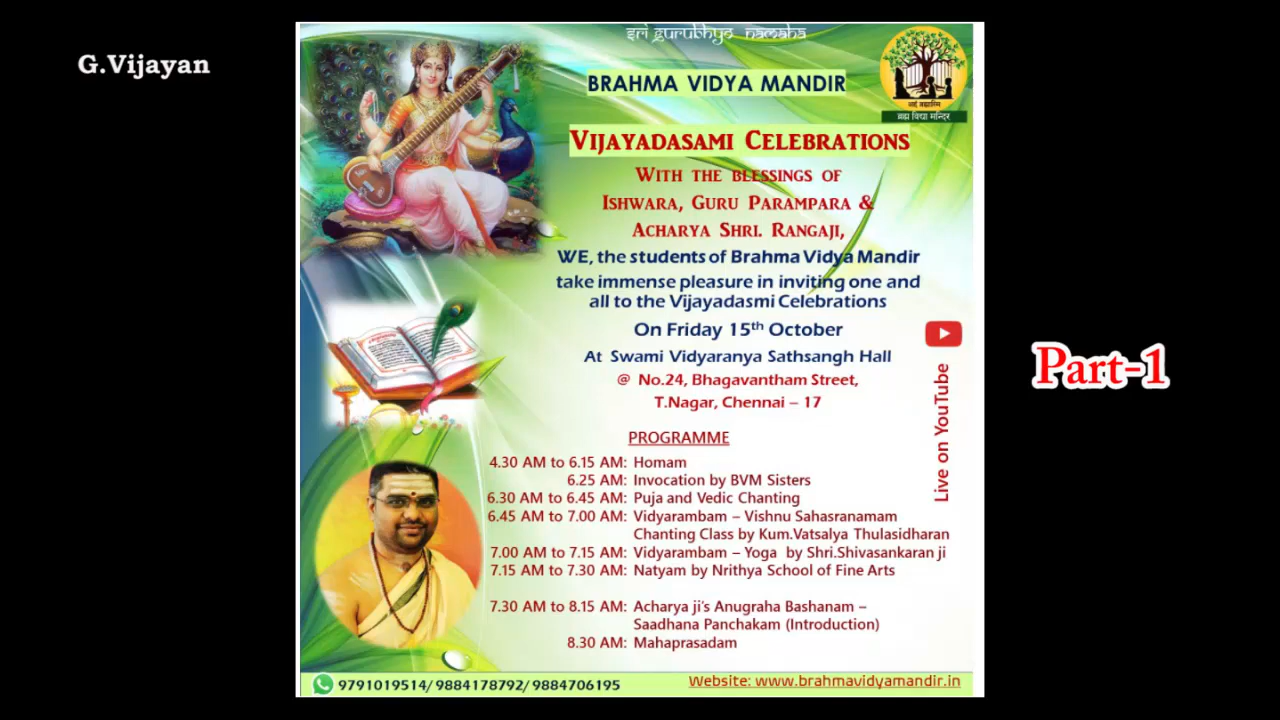 G.Vijayan
sri gurubhyo namaha
BRAHMA VIDYA MANDIR
अहं ब्रह्मास्मि
ब्रह्म विद्या मन्दिर
VIJAYADASAMI CELEBRATIONS
WITH THE BLESSINGS OF
ISHWARA, GURU PARAMPARA &
ACHARYA SHRI. RANGAJI,
WE, the students of Brahma Vidya Mandir
take immense pleasure in inviting one and
all to the Vijayadasmi Celebrations
On Friday 15th October
At Swami Vidyaranya Sathsangh Hall
@ No.24, Bhagavantham Street,
T.Nagar, Chennai – 17
Live on YouTube
Part-1
PROGRAMME
4.30 AM to 6.15 AM: Homam
6.25 AM: Invocation by BVM Sisters
6.30 AM to 6.45 AM: Puja and Vedic Chanting
6.45 AM to 7.00 AM: Vidyarambam – Vishnu Sahasranamam
Chanting Class by Kum.Vatsalya Thulasidharan
7.00 AM to 7.15 AM: Vidyarambam – Yoga by Shri.Shivasankaran ji
7.15 AM to 7.30 AM: Natyam by Nrithya School of Fine Arts
7.30 AM to 8.15 AM: Acharya ji's Anugraha Bashanam –
Saadhana Panchakam (Introduction)
8.30 AM: Mahaprasadam
9791019514/ 9884178792/ 9884706195
Website: www.brahmavidyamandir.in